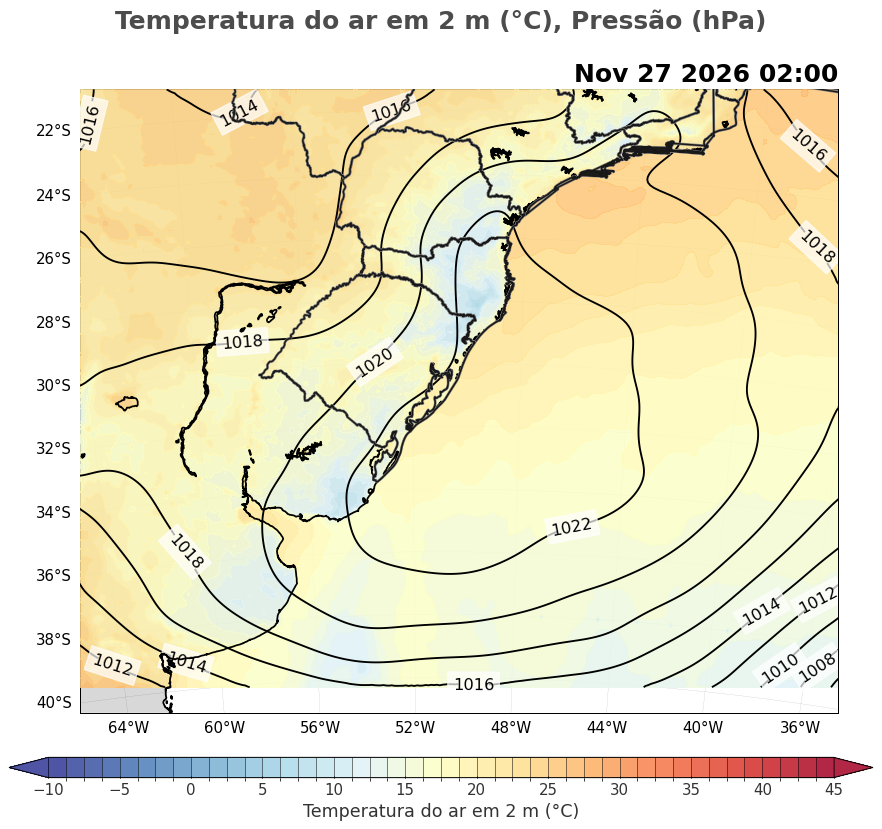 Temperatura do ar em 2 m (°C), Pressão (hPa)
Nov 27 2026 02:00
1016
1014
1016
1016
1018
1018
1020
1022
1018
1014
1012
1014
1012
1010
1008
1016
22°S
24°S
26°S
28°S
30°S
32°S
34°S
36°S
38°S
40°S
64°W 60°W 56°W 52°W 48°W 44°W 40°W 36°W
−10 −5 0 5 10 15 20 25 30 35 40 45
Temperatura do ar em 2 m (°C)